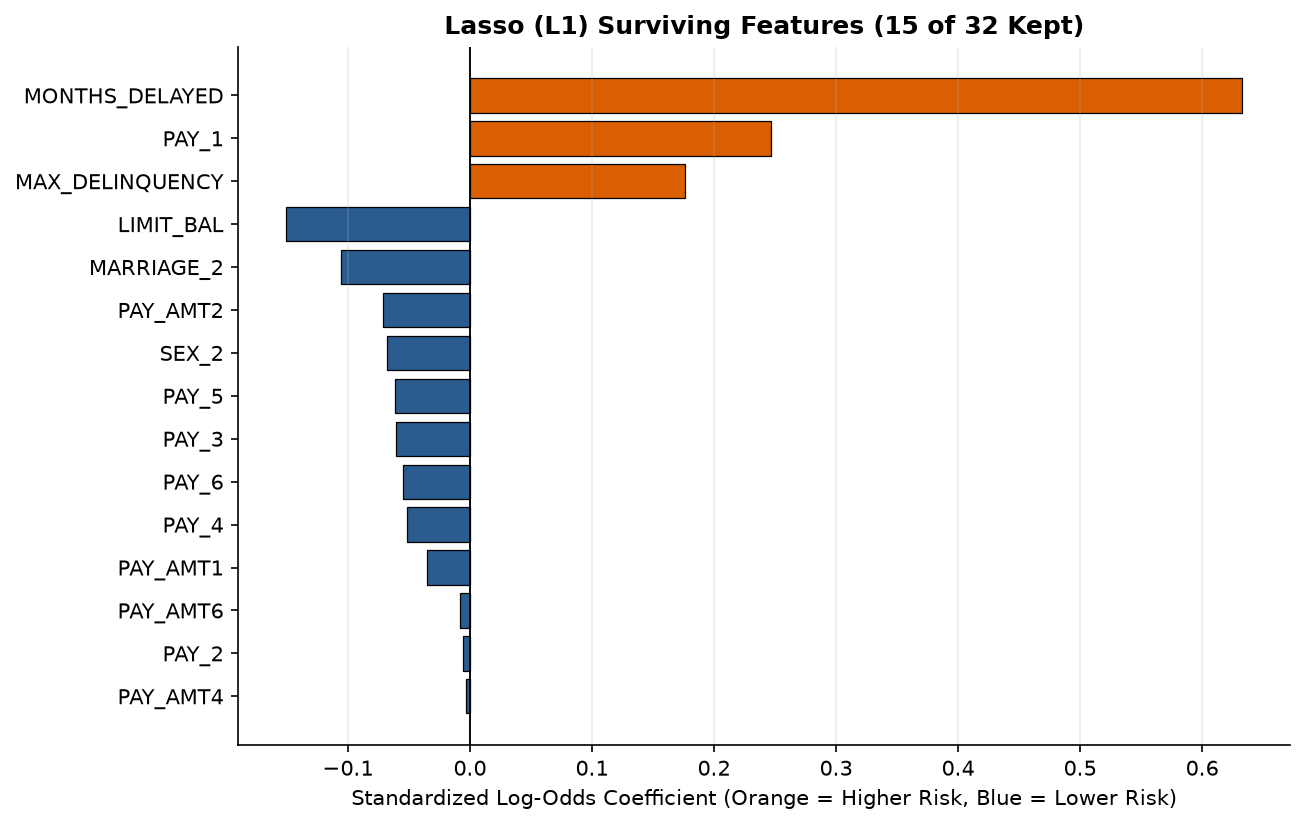 Lasso (L1) Surviving Features (15 of 32 Kept)
MONTHS_DELAYED
PAY_1
MAX_DELINQUENCY
LIMIT_BAL
MARRIAGE_2
PAY_AMT2
SEX_2
PAY_5
PAY_3
PAY_6
PAY_4
PAY_AMT1
PAY_AMT6
PAY_2
PAY_AMT4
−0.1 0.0 0.1 0.2 0.3 0.4 0.5 0.6
Standardized Log-Odds Coefficient (Orange = Higher Risk, Blue = Lower Risk)